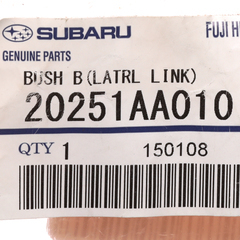 SUBARU FUJI H
GENUINE PARTS
BUSH B(LATRL LINK)
20251AA010
QTY 1 150108